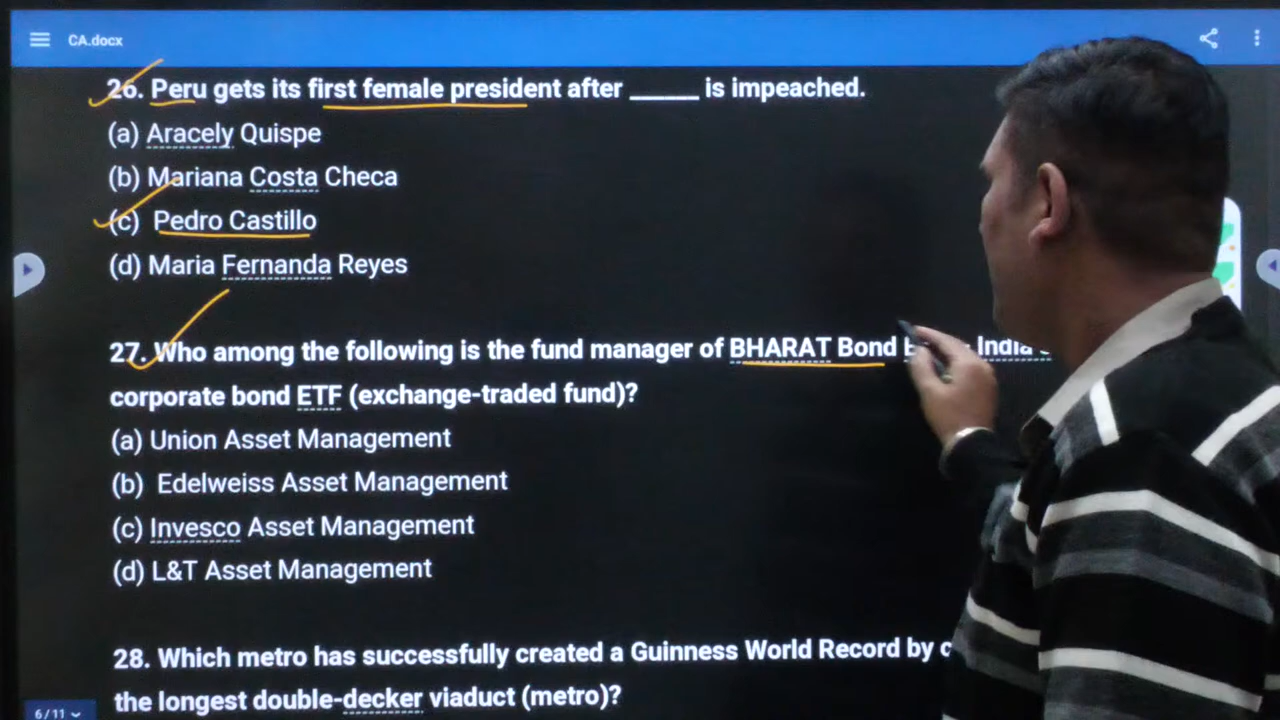 CA.docx
26. Peru gets its first female president after ______ is impeached.
(a) Aracely Quispe
(b) Mariana Costa Checa
(c) Pedro Castillo
(d) Maria Fernanda Reyes
27. Who among the following is the fund manager of BHARAT Bond India
corporate bond ETF (exchange-traded fund)?
(a) Union Asset Management
(b) Edelweiss Asset Management
(c) Invesco Asset Management
(d) L&T Asset Management
28. Which metro has successfully created a Guinness World Record by
the longest double-decker viaduct (metro)?
6/11